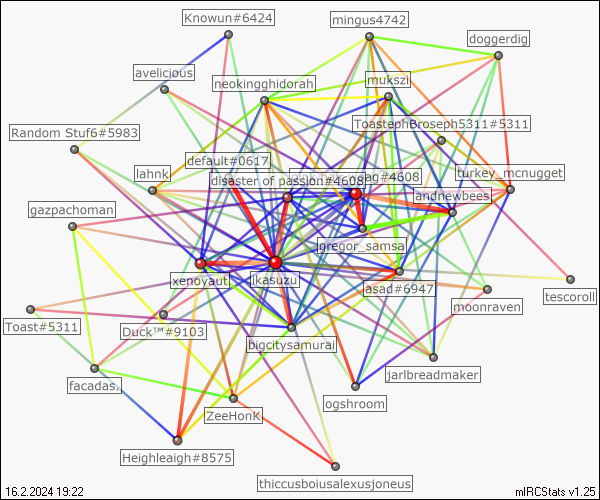 Knowun#6424
mingus4742
doggerdig
avelicious
neokingghidorah
mukszi
ToastephBroseph5311#5311
Random Stuf6#5983
default#0617
lahnk
disaster of passion#4608
ag#4608
turkey_mcnugget
andnewbees
gazpachoman
lgregor_samsa
xenoyaut
ikasuzu
asad#6947
tescoroll
moonraven
Toast#5311
Duck™#9103
bigcitysamurai
jarlbreadmaker
facadas.
ogshroom
ZeeHonK
Heighleaigh#8575
thiccusboiusalexusjoneus
16.2.2024 19:22
mIRCStats v1.25